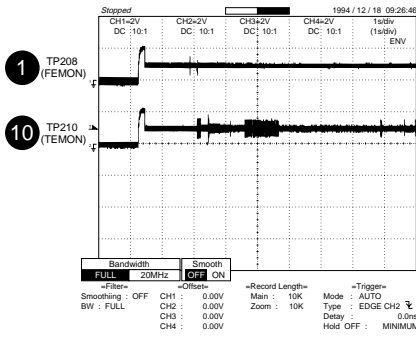 Stopped 1994 / 12 / 18 09:26:46
CH1=2V CH2=2V CH3=2V CH4=2V 1s/div
DC 10:1 DC 10:1 DC 10:1 DC 10:1 (1s/div)
ENV
1 TP208
(FEMON)
10 TP210
(TEMON)
Bandwidth Smooth
FULL 20MHz OFF ON
=Filter= =Offset= =Record Length= =Trigger=
Smoothiing : OFF CH1 : 0.00V Main : 10K Mode : AUTO
BW : FULL CH2 : 0.00V Zoom : 10K Type : EDGE CH2
CH3 : 0.00V Delay : 0.0ns
CH4 : 0.00V Hold OFF : MINIMUM